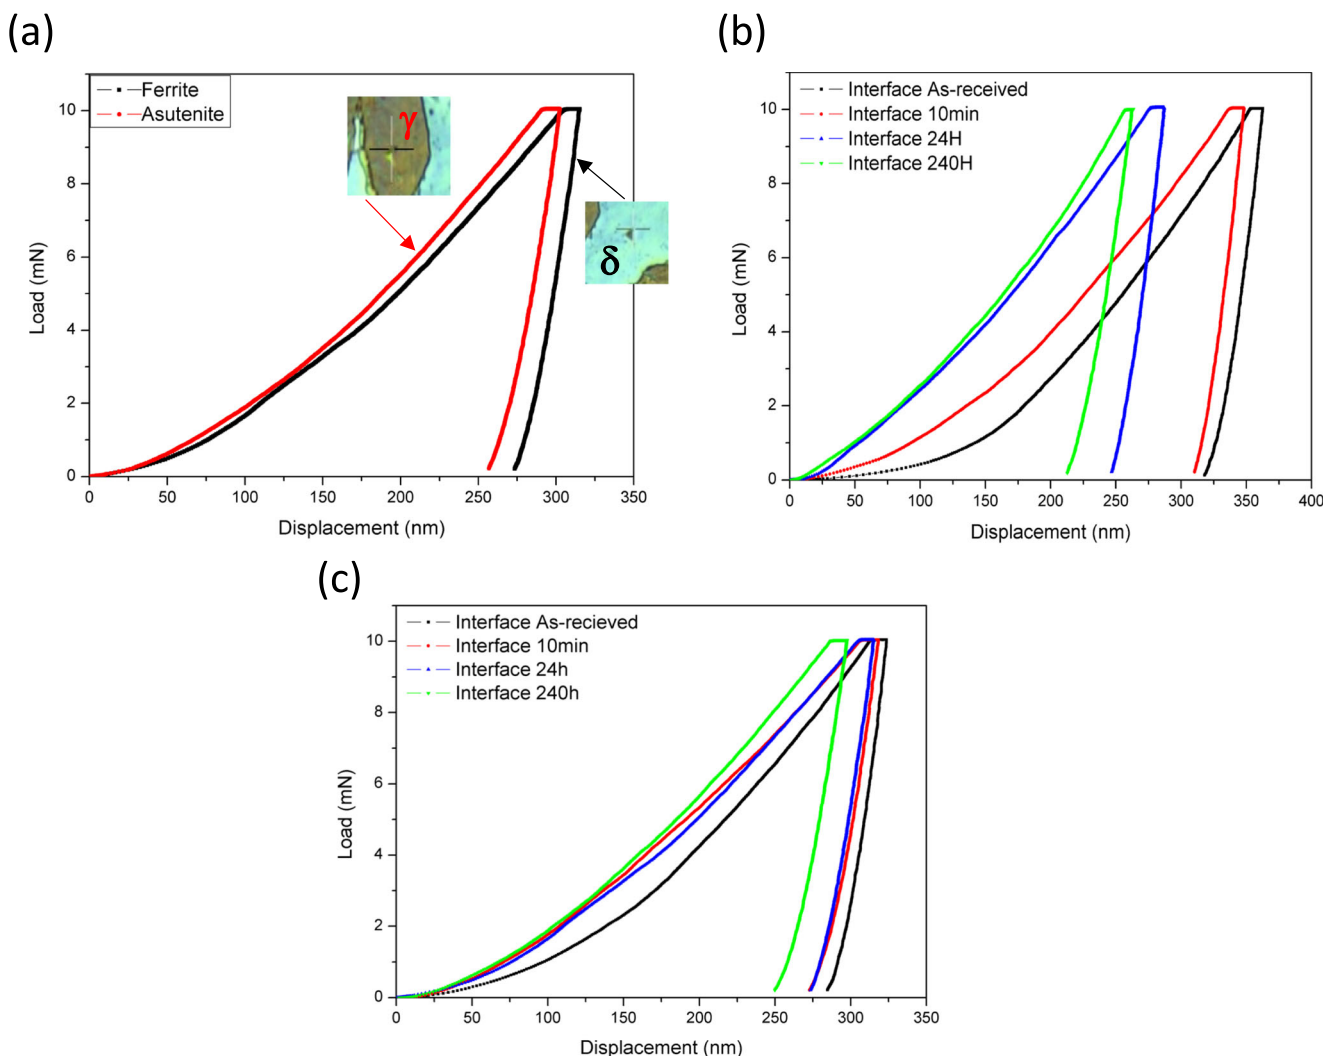 (a)
Ferrite
Asutenite
γ
δ
10
8
6
4
2
0
Load (mN)
0 50 100 150 200 250 300 350
Displacement (nm)
(b)
Interface As-received
Interface 10min
Interface 24H
Interface 240H
10
8
6
4
2
0
Load (mN)
0 50 100 150 200 250 300 350 400
Displacement (nm)
(c)
Interface As-recieved
Interface 10min
Interface 24h
Interface 240h
10
8
6
4
2
0
Load (mN)
0 50 100 150 200 250 300 350
Displacement (nm)